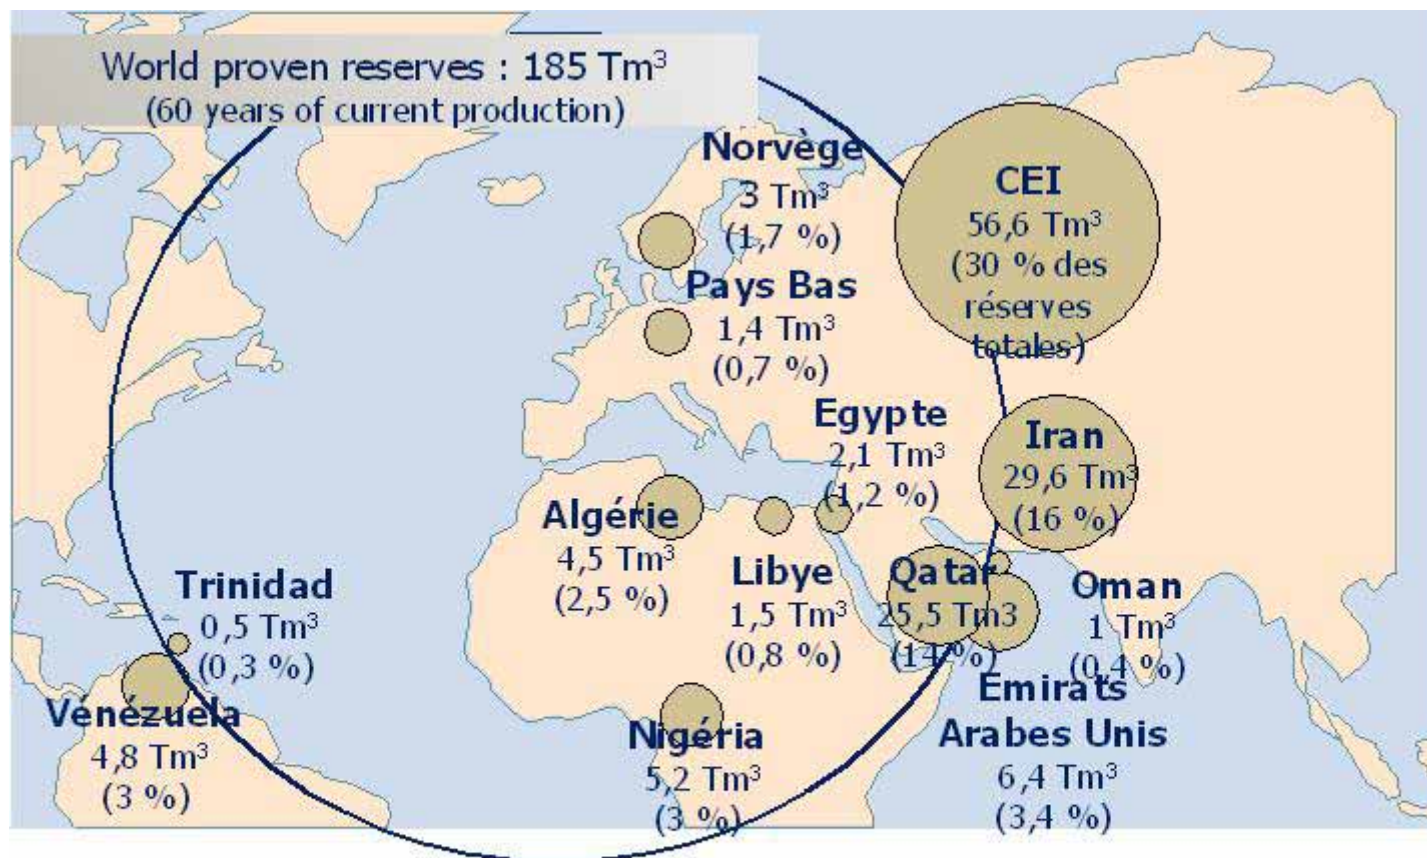 World proven reserves : 185 Tm³
(60 years of current production)
Norvège
3 Tm³
(1,7 %)
CEI
56,6 Tm³
(30 % des
réserves
totales)
Pays Bas
1,4 Tm³
(0,7 %)
Egypte
2,1 Tm³
(1,2 %)
Iran
29,6 Tm³
(16 %)
Algérie
4,5 Tm³
(2,5 %)
Libye
1,5 Tm³
(0,8 %)
Qatar
25,5 Tm3
(14 %)
Oman
1 Tm³
(0,4 %)
Trinidad
0,5 Tm³
(0,3 %)
Vénézuela
4,8 Tm³
(3 %)
Nigéria
5,2 Tm³
(3 %)
Emirats
Arabes Unis
6,4 Tm³
(3,4 %)